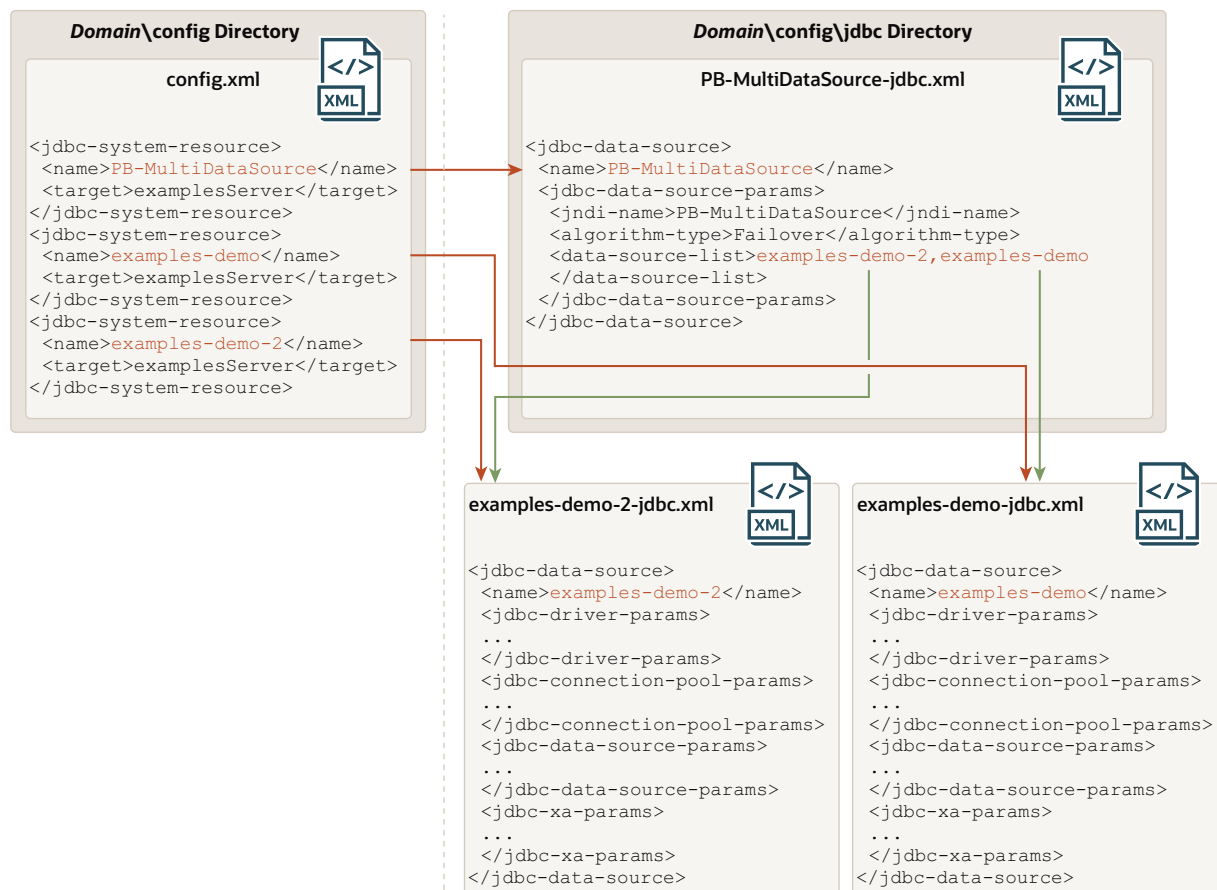 Domain\config Directory
config.xml
</>
XML
<jdbc-system-resource>
<name>PB-MultiDataSource</name>
<target>examplesServer</target>
</jdbc-system-resource>
<jdbc-system-resource>
<name>examples-demo</name>
<target>examplesServer</target>
</jdbc-system-resource>
<jdbc-system-resource>
<name>examples-demo-2</name>
<target>examplesServer</target>
</jdbc-system-resource>
Domain\config\jdbc Directory
PB-MultiDataSource-jdbc.xml
</>
XML
<jdbc-data-source>
<name>PB-MultiDataSource</name>
<jdbc-data-source-params>
<jndi-name>PB-MultiDataSource</jndi-name>
<algorithm-type>Failover</algorithm-type>
<data-source-list>examples-demo-2,examples-demo
</data-source-list>
</jdbc-data-source-params>
</jdbc-data-source>
examples-demo-2-jdbc.xml
</>
XML
<jdbc-data-source>
<name>examples-demo-2</name>
<jdbc-driver-params>
...
</jdbc-driver-params>
<jdbc-connection-pool-params>
...
</jdbc-connection-pool-params>
<jdbc-data-source-params>
...
</jdbc-data-source-params>
<jdbc-xa-params>
...
</jdbc-xa-params>
</jdbc-data-source>
examples-demo-jdbc.xml
</>
XML
<jdbc-data-source>
<name>examples-demo</name>
<jdbc-driver-params>
...
</jdbc-driver-params>
<jdbc-connection-pool-params>
...
</jdbc-connection-pool-params>
<jdbc-data-source-params>
...
</jdbc-data-source-params>
<jdbc-xa-params>
...
</jdbc-xa-params>
</jdbc-data-source>